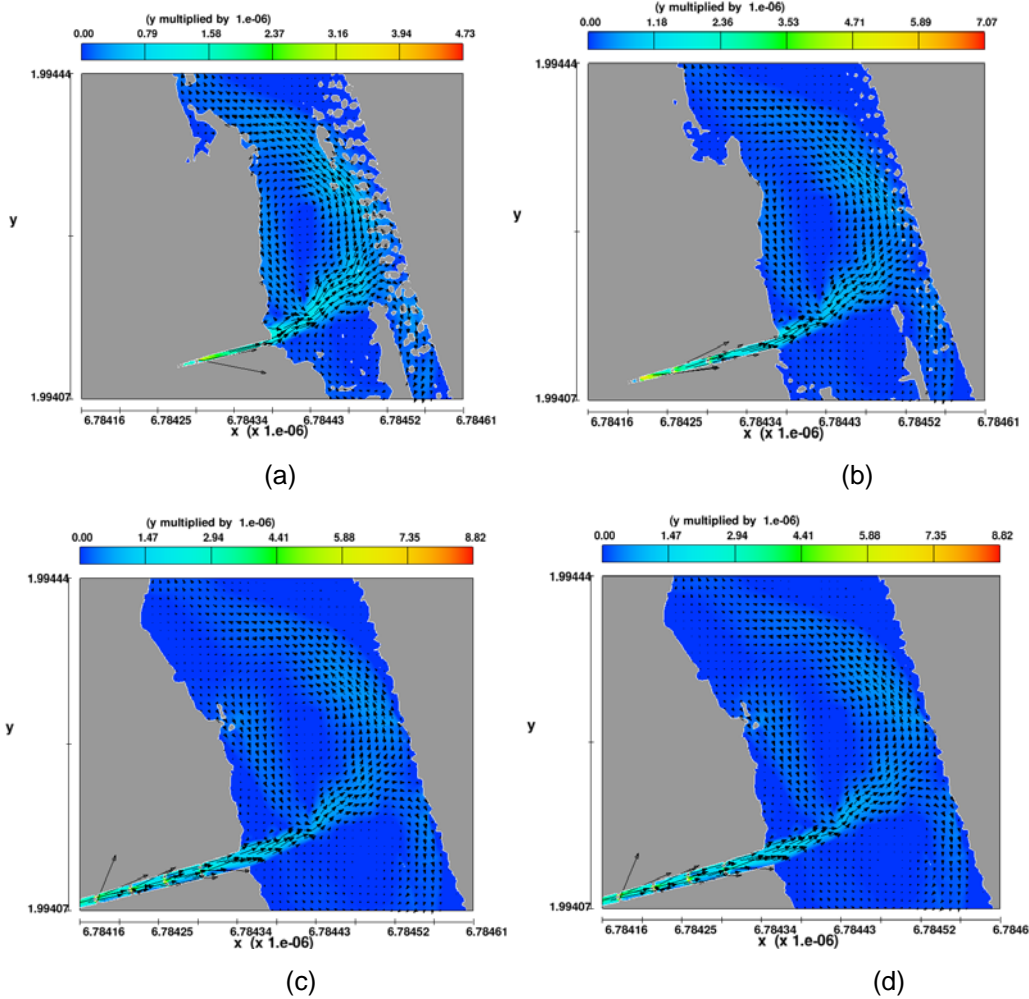 (y multiplied by 1.e-06)
0.00 0.79 1.58 2.37 3.16 3.94 4.73
1.99444
y
1.99407
6.78416 6.78425 6.78434 6.78443 6.78452 6.78461
x (x 1.e-06)
(a)
(y multiplied by 1.e-06)
0.00 1.18 2.36 3.53 4.71 5.89 7.07
1.99444
y
1.99407
6.78416 6.78425 6.78434 6.78443 6.78452 6.78461
x (x 1.e-06)
(b)
(y multiplied by 1.e-06)
0.00 1.47 2.94 4.41 5.88 7.35 8.82
1.99444
y
1.99407
6.78416 6.78425 6.78434 6.78443 6.78452 6.78461
x (x 1.e-06)
(c)
(y multiplied by 1.e-06)
0.00 1.47 2.94 4.41 5.88 7.35 8.82
1.99444
y
1.99407
6.78416 6.78425 6.78434 6.78443 6.78452 6.7846
x (x 1.e-06)
(d)